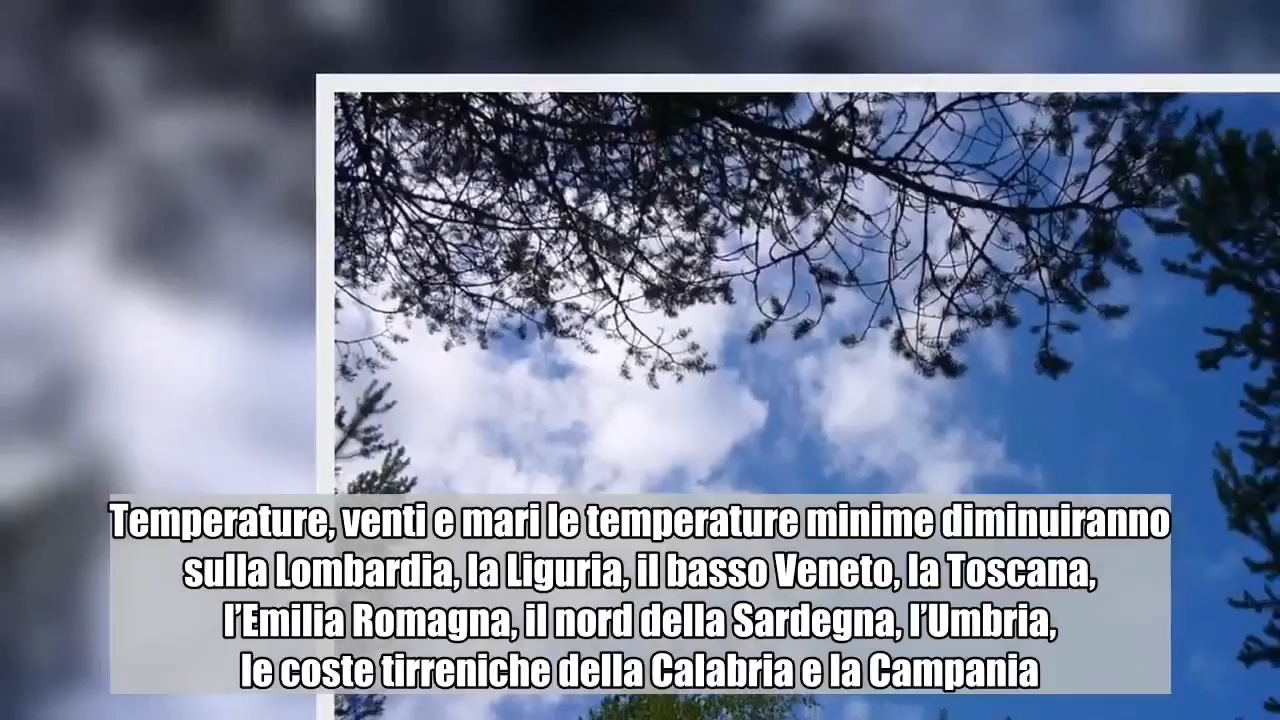 Temperature, venti e mari le temperature minime diminuiranno
sulla Lombardia, la Liguria, il basso Veneto, la Toscana,
l’Emilia Romagna, il nord della Sardegna, l’Umbria,
le coste tirreniche della Calabria e la Campania